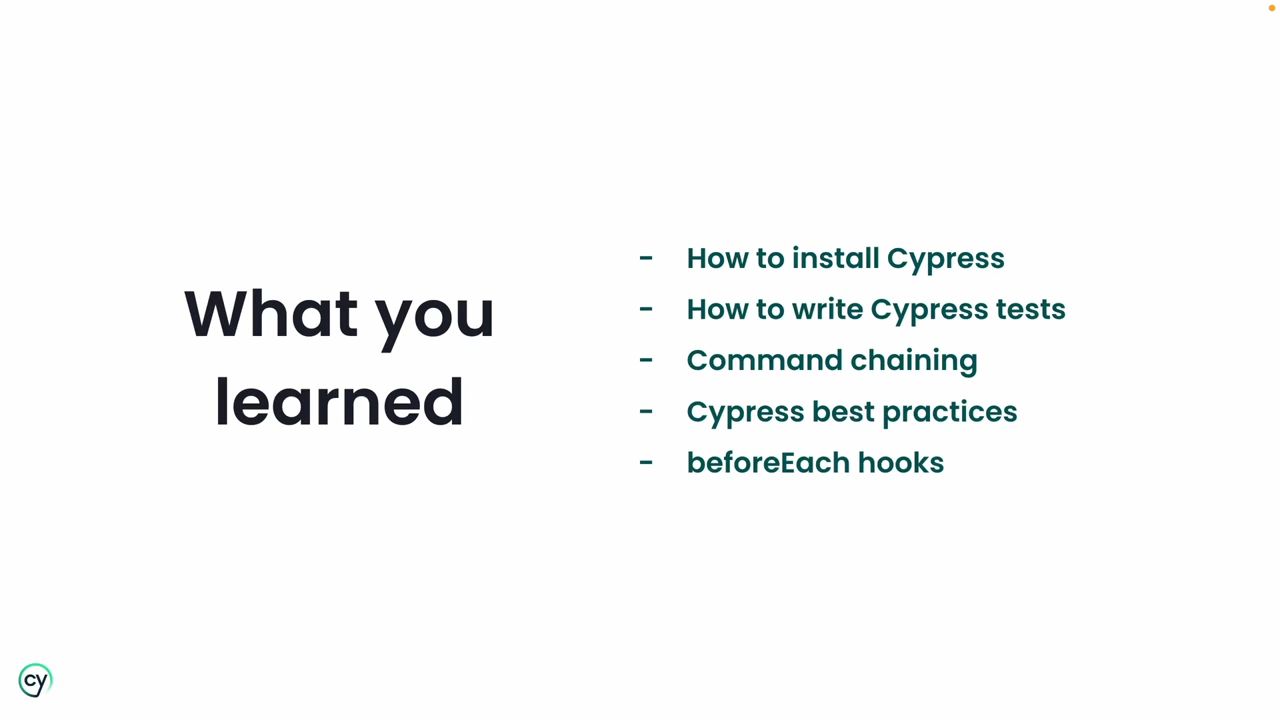 What you
learned
- How to install Cypress
- How to write Cypress tests
- Command chaining
- Cypress best practices
- beforeEach hooks
cy